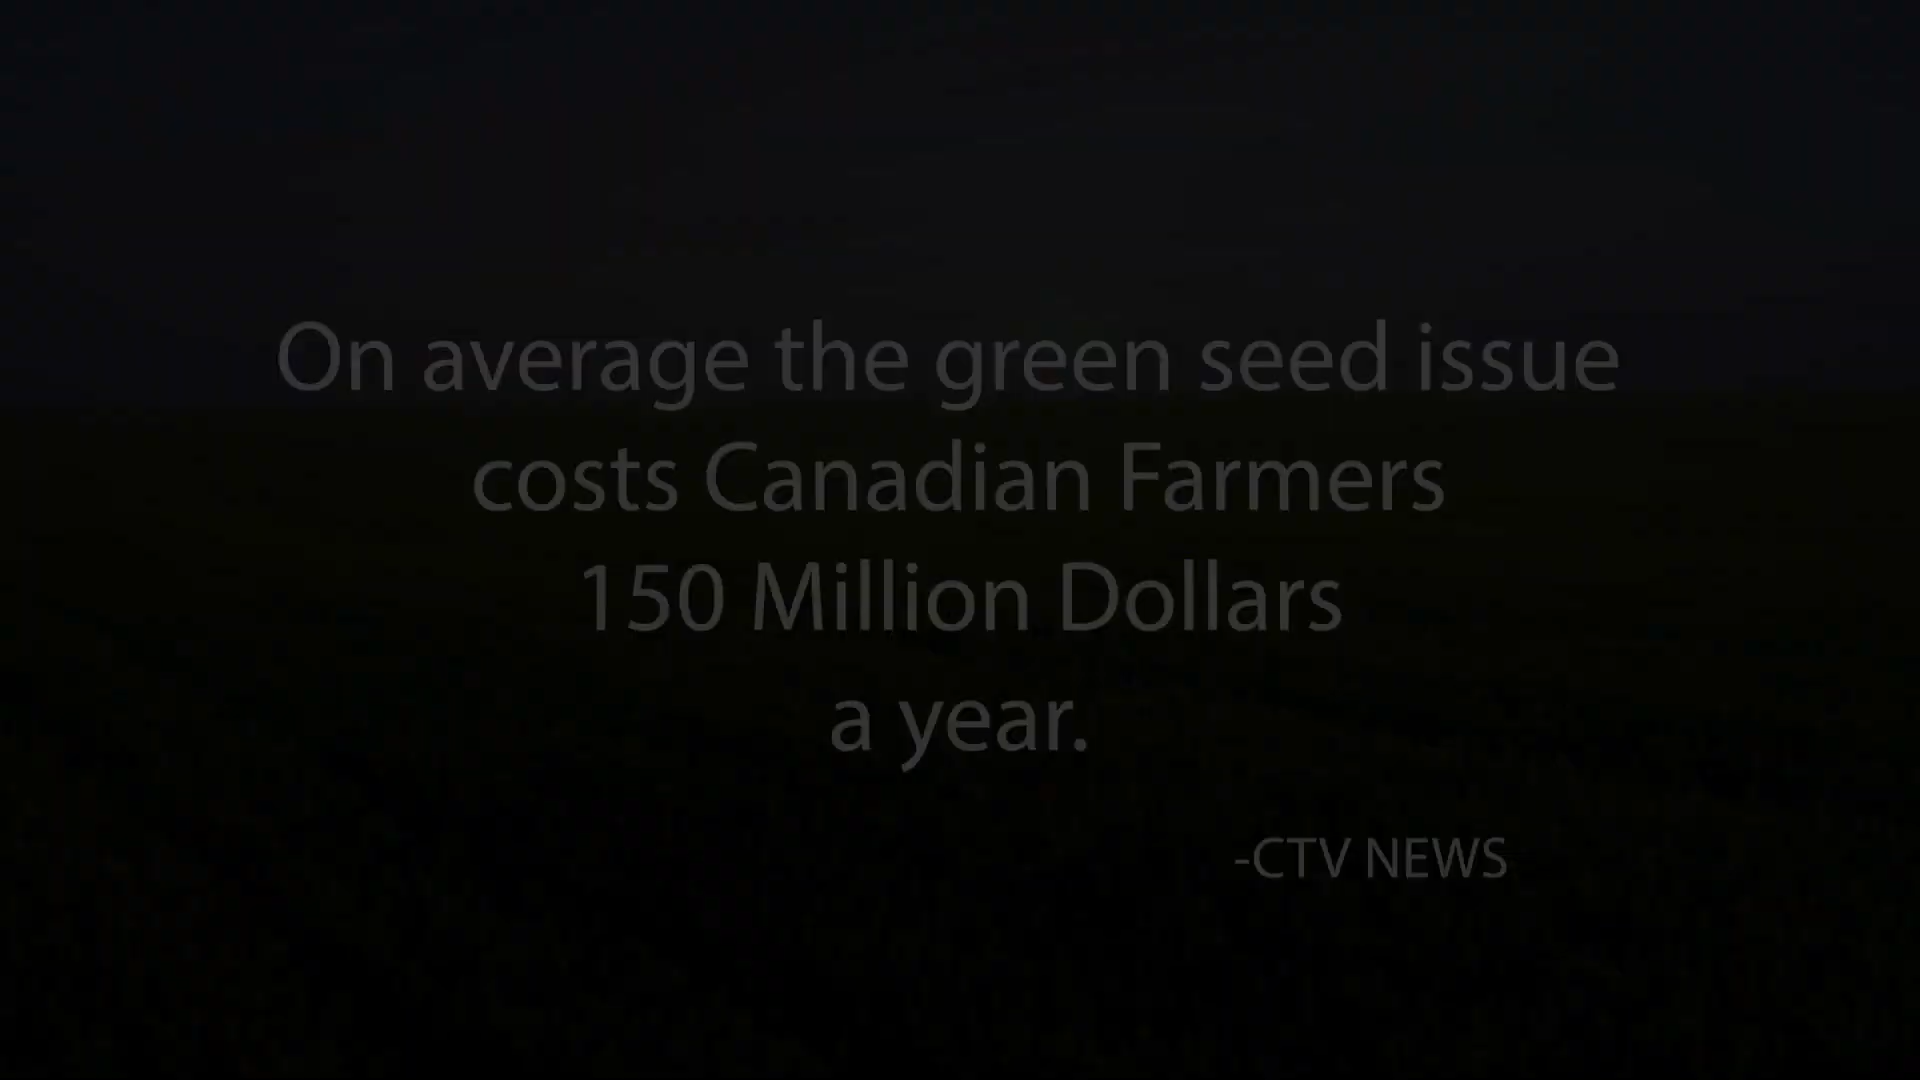 On average the green seed issue
costs Canadian Farmers
150 Million Dollars
a year.
-CTV NEWS